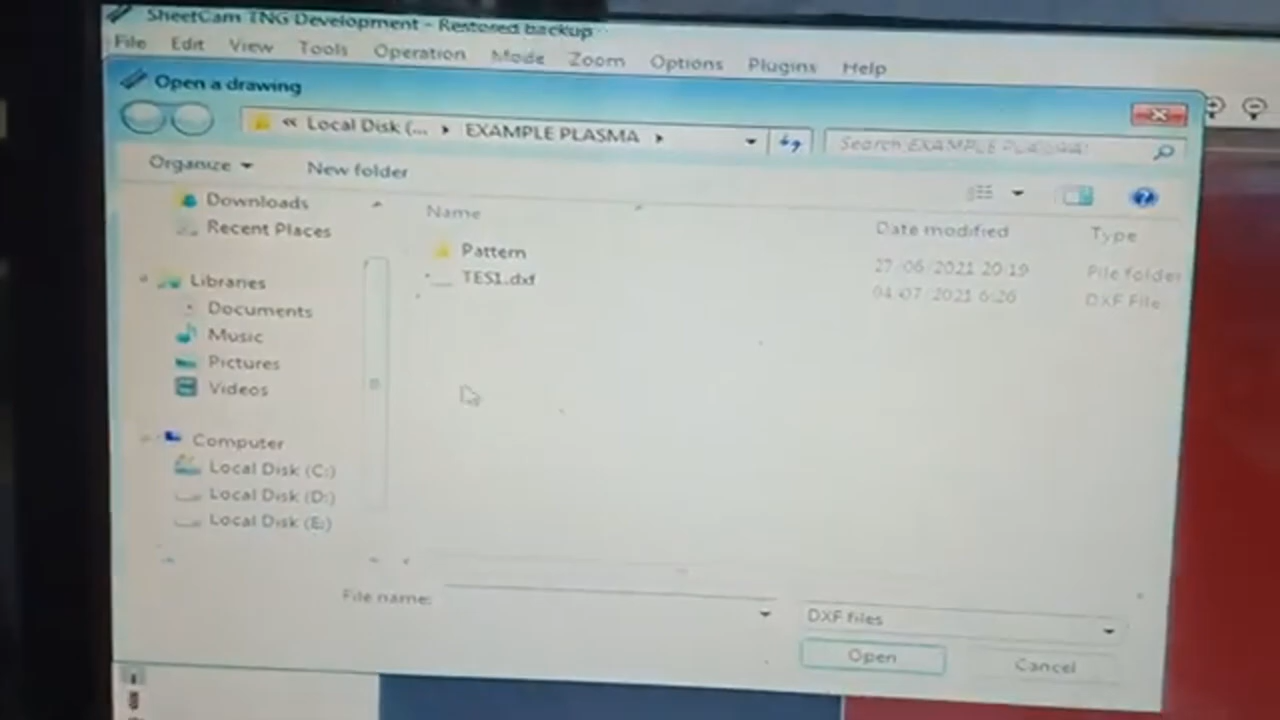 SheetCam TNG Development - Restored backup
File Edit View Tools Operation Mode Zoom Options Plugins Help
Open a drawing
« Local Disk (... EXAMPLE PLASMA
Search EXAMPLE PLASMA
Organize New folder
Downloads
Recent Places
Libraries
Documents
Music
Pictures
Videos
Computer
Local Disk (C:)
Local Disk (D:)
Local Disk (E:)
Name Date modified Type
Pattern 27/06/2021 20:19 File folder
TES1.dxf 04/07/2021 6:26 DXF File
File name:
DXF files
Open Cancel